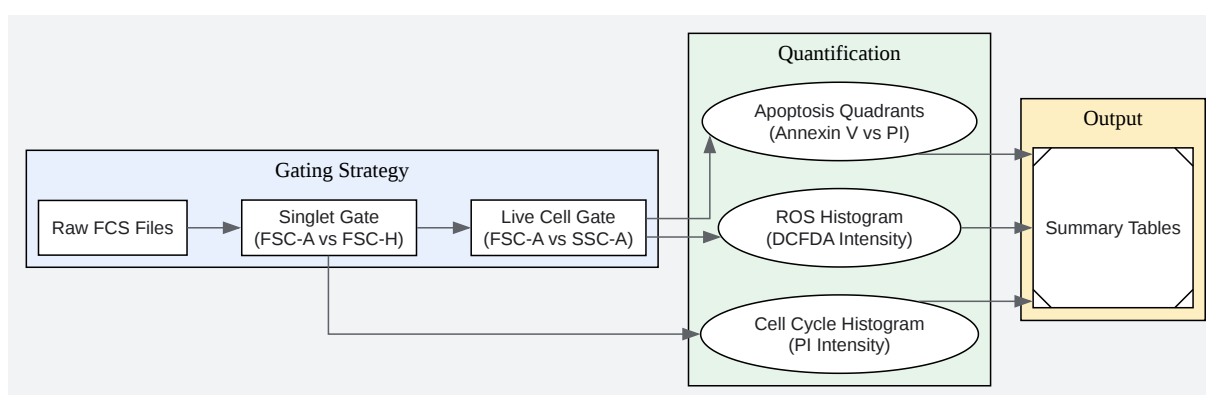 Gating Strategy
Raw FCS Files
Singlet Gate
(FSC-A vs FSC-H)
Live Cell Gate
(FSC-A vs SSC-A)
Quantification
Apoptosis Quadrants
(Annexin V vs PI)
ROS Histogram
(DCFDA Intensity)
Cell Cycle Histogram
(PI Intensity)
Output
Summary Tables